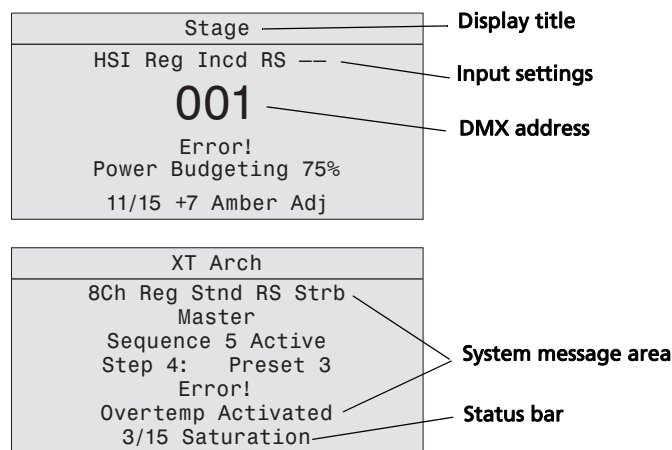 Stage
Display title
HSI Reg Incd RS ––
Input settings
001
DMX address
Error!
Power Budgeting 75%
11/15 +7 Amber Adj
XT Arch
8Ch Reg Stnd RS Strb
Master
Sequence 5 Active
Step 4: Preset 3
System message area
Error!
Overtemp Activated
Status bar
3/15 Saturation